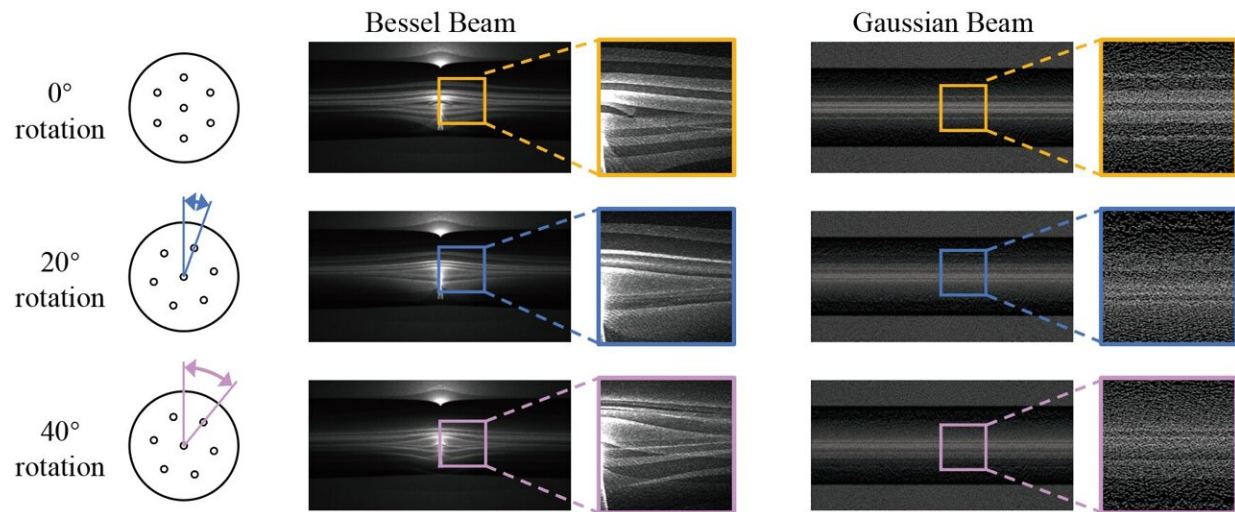 Bessel Beam
Gaussian Beam
0°
rotation
20°
rotation
40°
rotation